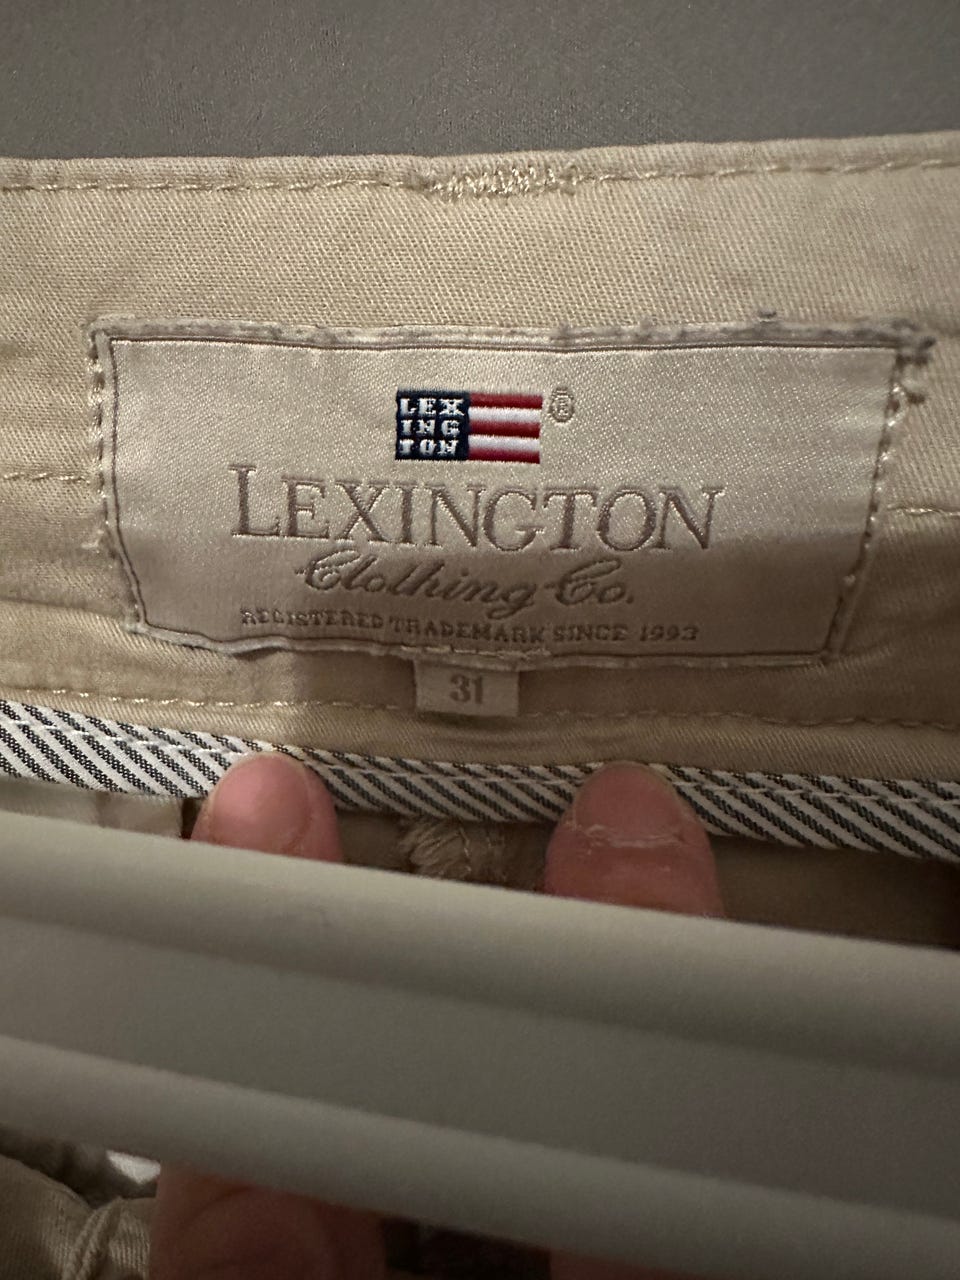 LEX
ING
TON
®
LEXINGTON
Clothing Co.
REGISTERED TRADEMARK SINCE 1993
31